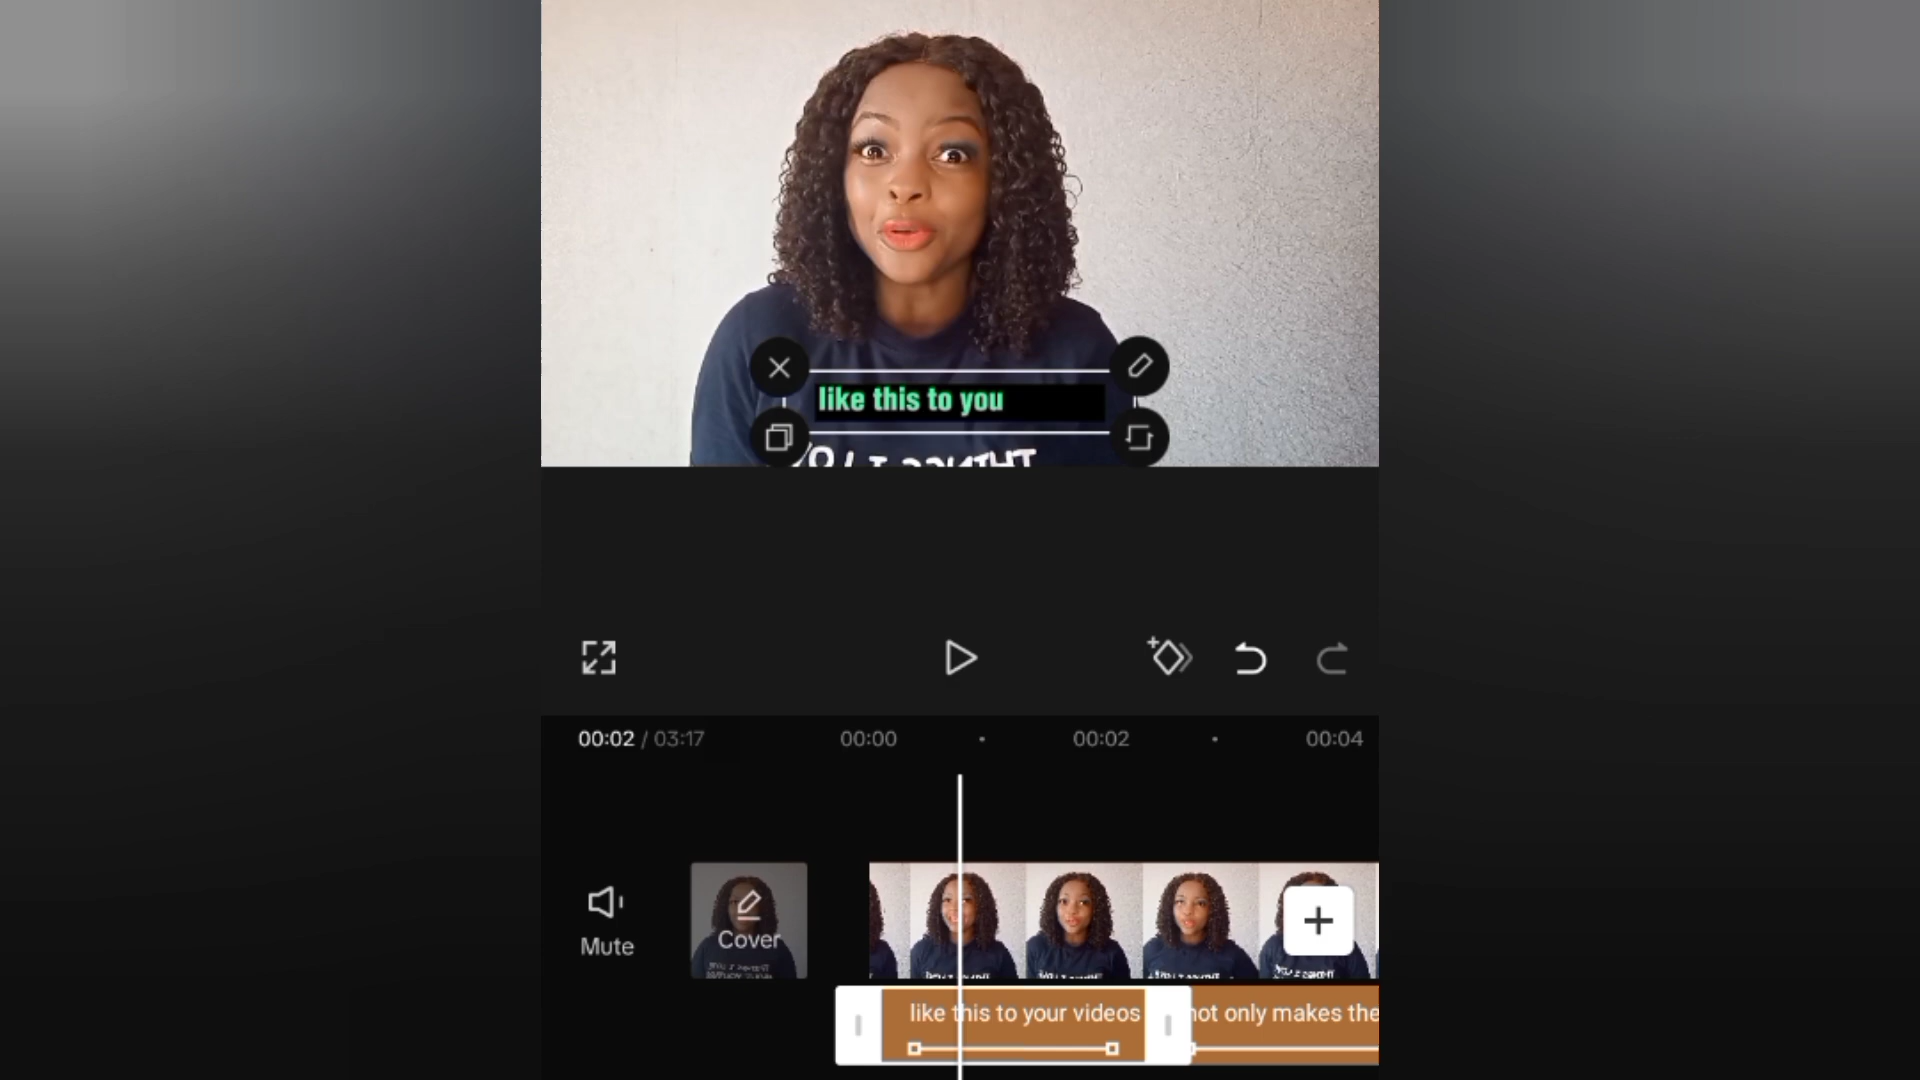 like this to you
00:02 / 03:17
00:00
00:02
00:04
Mute
Cover
like this to your videos
not only makes the